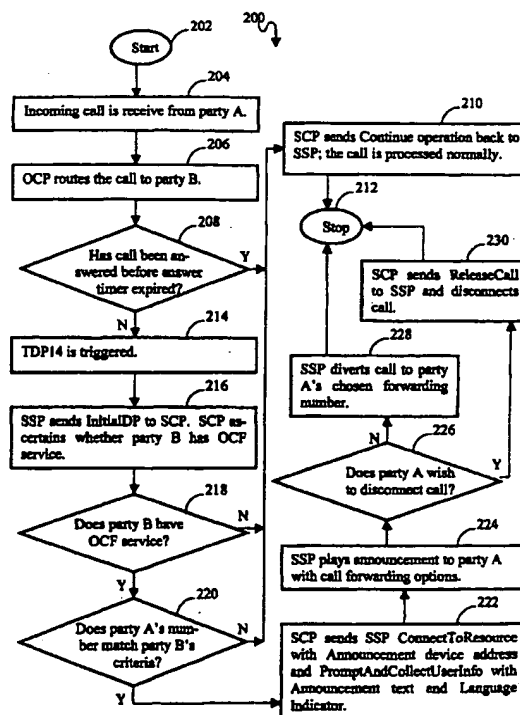 200
202
Start
204
Incoming call is receive from party A.
206
OCP routes the call to party B.
208
Has call been an-
swered before answer
timer expired?
Y
N
214
TDP14 is triggered.
216
SSP sends InitialDP to SCP. SCP as-
certains whether party B has OCF
service.
218
Does party B have
OCF service?
N
Y
220
Does party A's num-
ber match party B's
criteria?
N
Y
210
SCP sends Continue operation back to
SSP; the call is processed normally.
212
Stop
230
SCP sends ReleaseCall
to SSP and disconnects
call.
228
SSP diverts call to party
A's chosen forwarding
number.
226
N
Does party A wish
to disconnect call?
Y
224
SSP plays announcement to party A
with call forwarding options.
222
SCP sends SSP ConnectToResource
with Announcement device address
and PromptAndCollectUserInfo with
Announcement text and Language
Indicator.